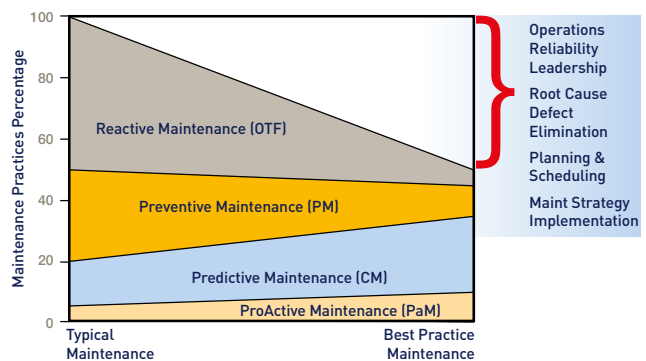 Maintenance Practices Percentage
100
80
60
40
20
0
Reactive Maintenance (OTF)
Preventive Maintenance (PM)
Predictive Maintenance (CM)
ProActive Maintenance (PaM)
Typical
Maintenance
Best Practice
Maintenance
Operations
Reliability
Leadership
Root Cause
Defect
Elimination
Planning &
Scheduling
Maint Strategy
Implementation